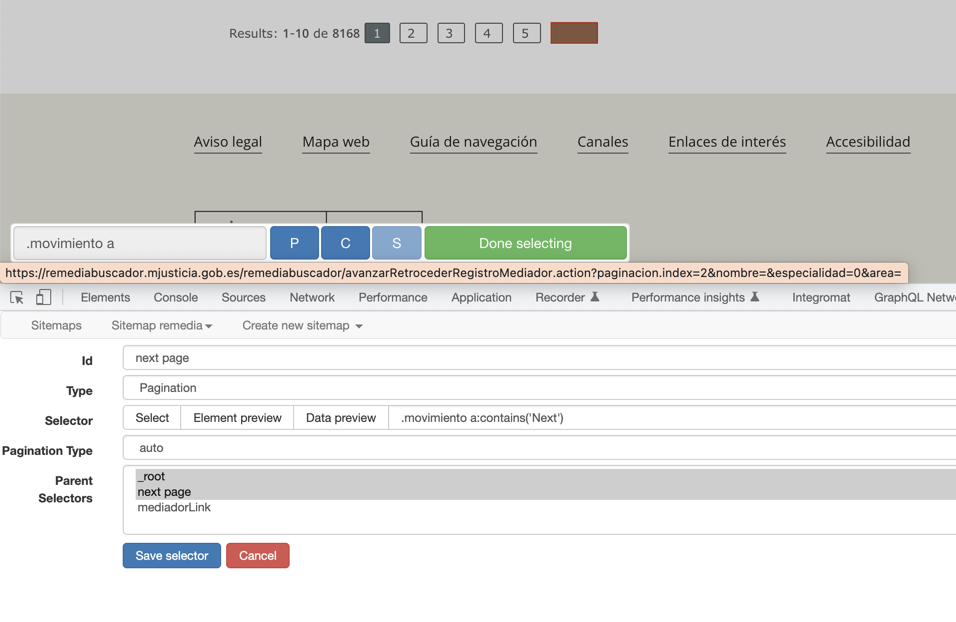 Results: 1-10 de 8168 1 2 3 4 5
Aviso legal Mapa web Guía de navegación Canales Enlaces de interés Accesibilidad
.movimiento a P C S Done selecting
https://remediabuscador.mjusticia.gob.es/remediabuscador/avanzarRetrocederRegistroMediador.action?paginacion.index=2&nombre=&especialidad=0&area=
Elements Console Sources Network Performance Application Recorder Performance insights Integromat GraphQL Netw
Sitemaps Sitemap remedia Create new sitemap
Id next page
Type Pagination
Selector Select Element preview Data preview .movimiento a:contains('Next')
Pagination Type auto
Parent Selectors _root
next page
mediadorLink
Save selector Cancel